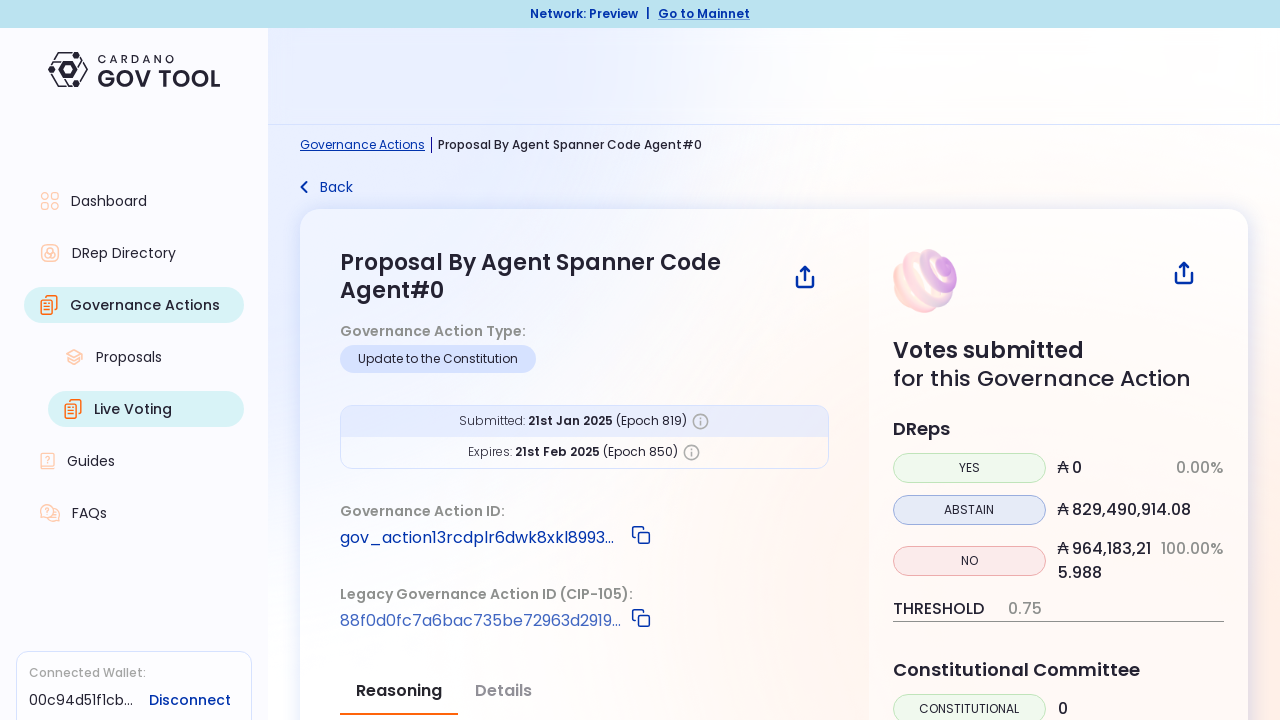 Network: Preview | Go to Mainnet
CARDANO
GOV TOOL
Dashboard
DRep Directory
Governance Actions
Proposals
Live Voting
Guides
FAQs
Connected Wallet:
00c94d51f1cb... Disconnect
Governance Actions | Proposal By Agent Spanner Code Agent#0
Back
Proposal By Agent Spanner Code
Agent#0
Governance Action Type:
Update to the Constitution
Submitted: 21st Jan 2025 (Epoch 819)
Expires: 21st Feb 2025 (Epoch 850)
Governance Action ID:
gov_action13rcdplr6dwk8xkl8993...
Legacy Governance Action ID (CIP-105):
88f0d0fc7a6bac735be72963d2919...
Reasoning Details
Votes submitted
for this Governance Action
DReps
YES ₳ 0 0.00%
ABSTAIN ₳ 829,490,914.08
NO ₳ 964,183,21 100.00%
5.988
THRESHOLD 0.75
Constitutional Committee
CONSTITUTIONAL 0